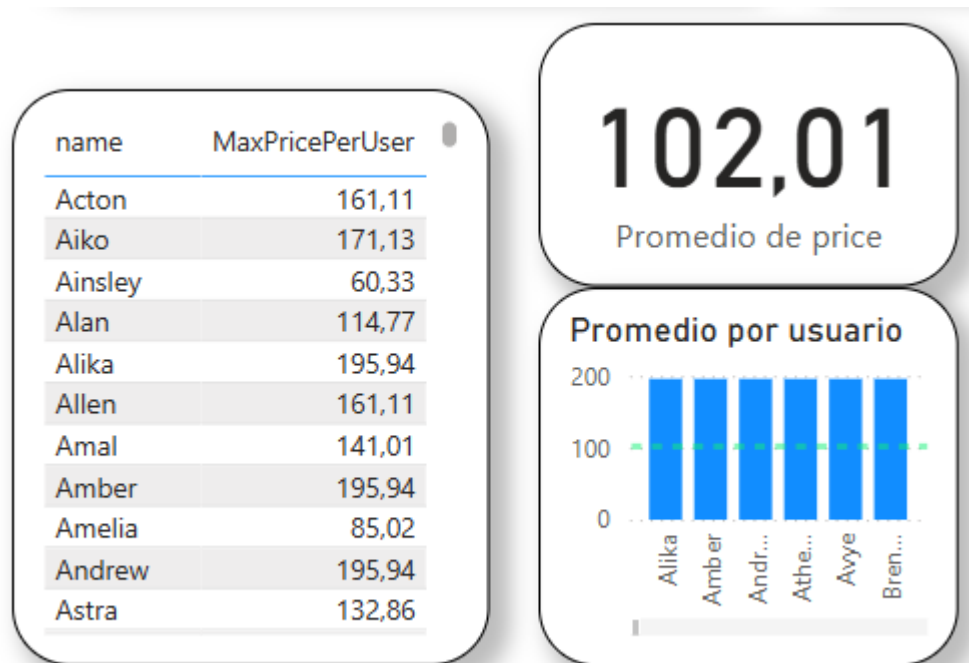 name MaxPricePerUser
Acton 161,11
Aiko 171,13
Ainsley 60,33
Alan 114,77
Alika 195,94
Allen 161,11
Amal 141,01
Amber 195,94
Amelia 85,02
Andrew 195,94
Astra 132,86
102,01
Promedio de price
Promedio por usuario
200
100
0
Alika
Amber
Andr...
Athe...
Avye
Bren...